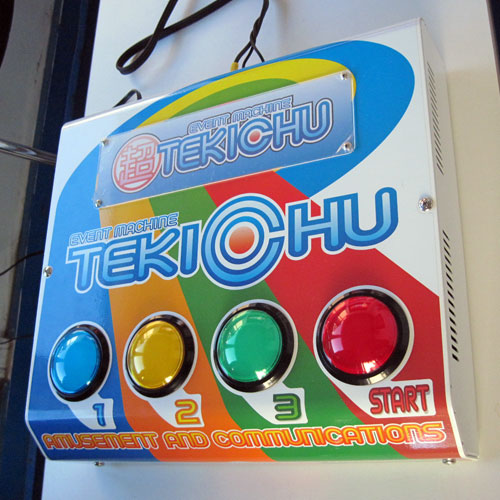 EVENT MACHINE
超 TEKICHU
EVENT MACHINE
TEKICHU
1 2 3 START
AMUSEMENT AND COMMUNICATIONS